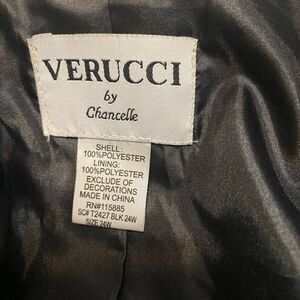 VERUCCI
by
Chancelle
SHELL:
100%POLYESTER
LINING:
100%POLYESTER
EXCLUDE OF
DECORATIONS
MADE IN CHINA
RN#115885
SC# T2427 BLK 24W
SIZE 24W